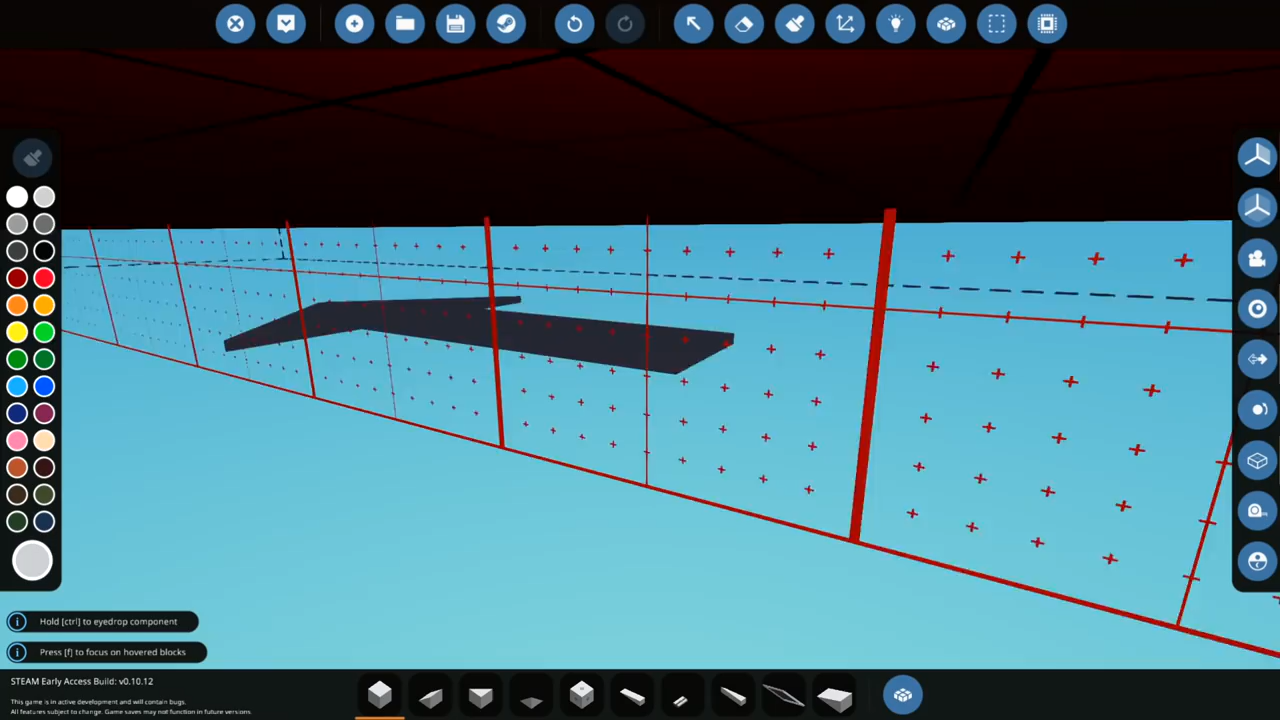 Hold [ctrl] to eyedrop component
Press [f] to focus on hovered blocks
STEAM Early Access Build: v0.10.12
This game is in active development and will contain bugs.
All features subject to change. Game saves may not function in future versions